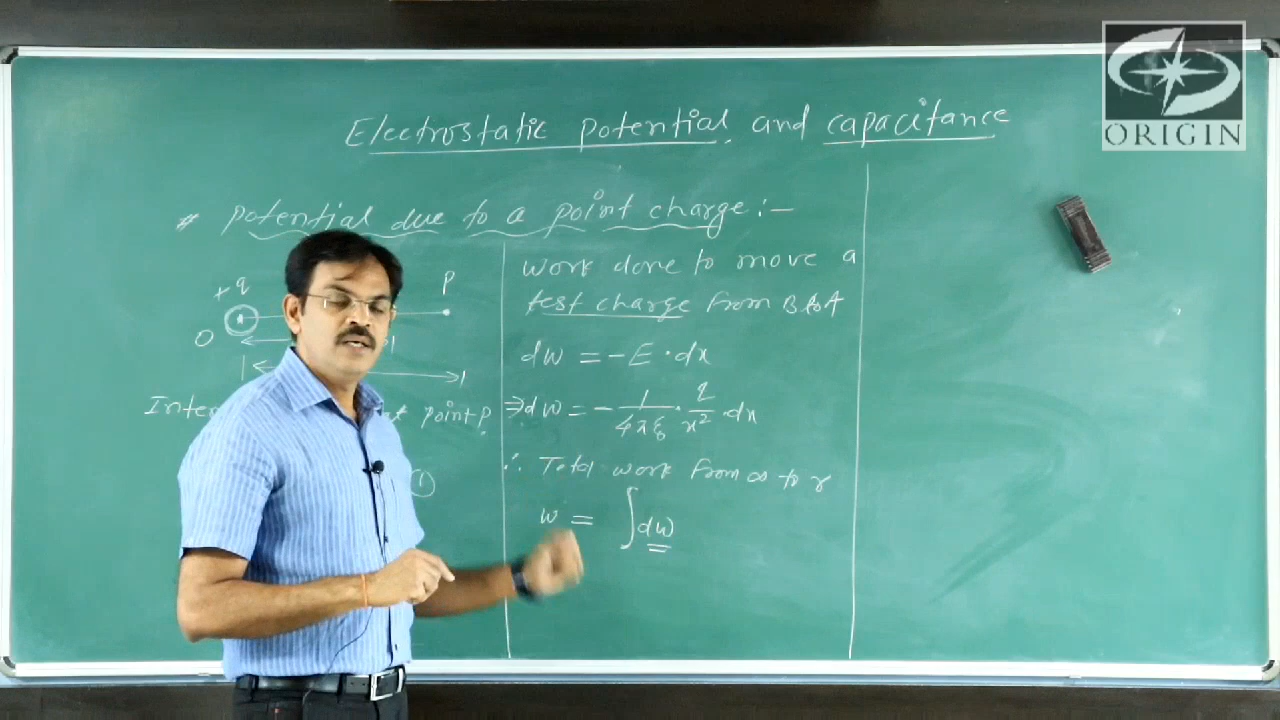 ORIGIN
Electrostatic potential and capacitance
* potential due to a point charge :-
+q
P
O
point P
①
work done to move a
test charge from B to A
dw = -E · dx
⇒ dw = - 1/4πε₀ · q/x² · dx
∴ Total work from ∞ to r
w = ∫dw